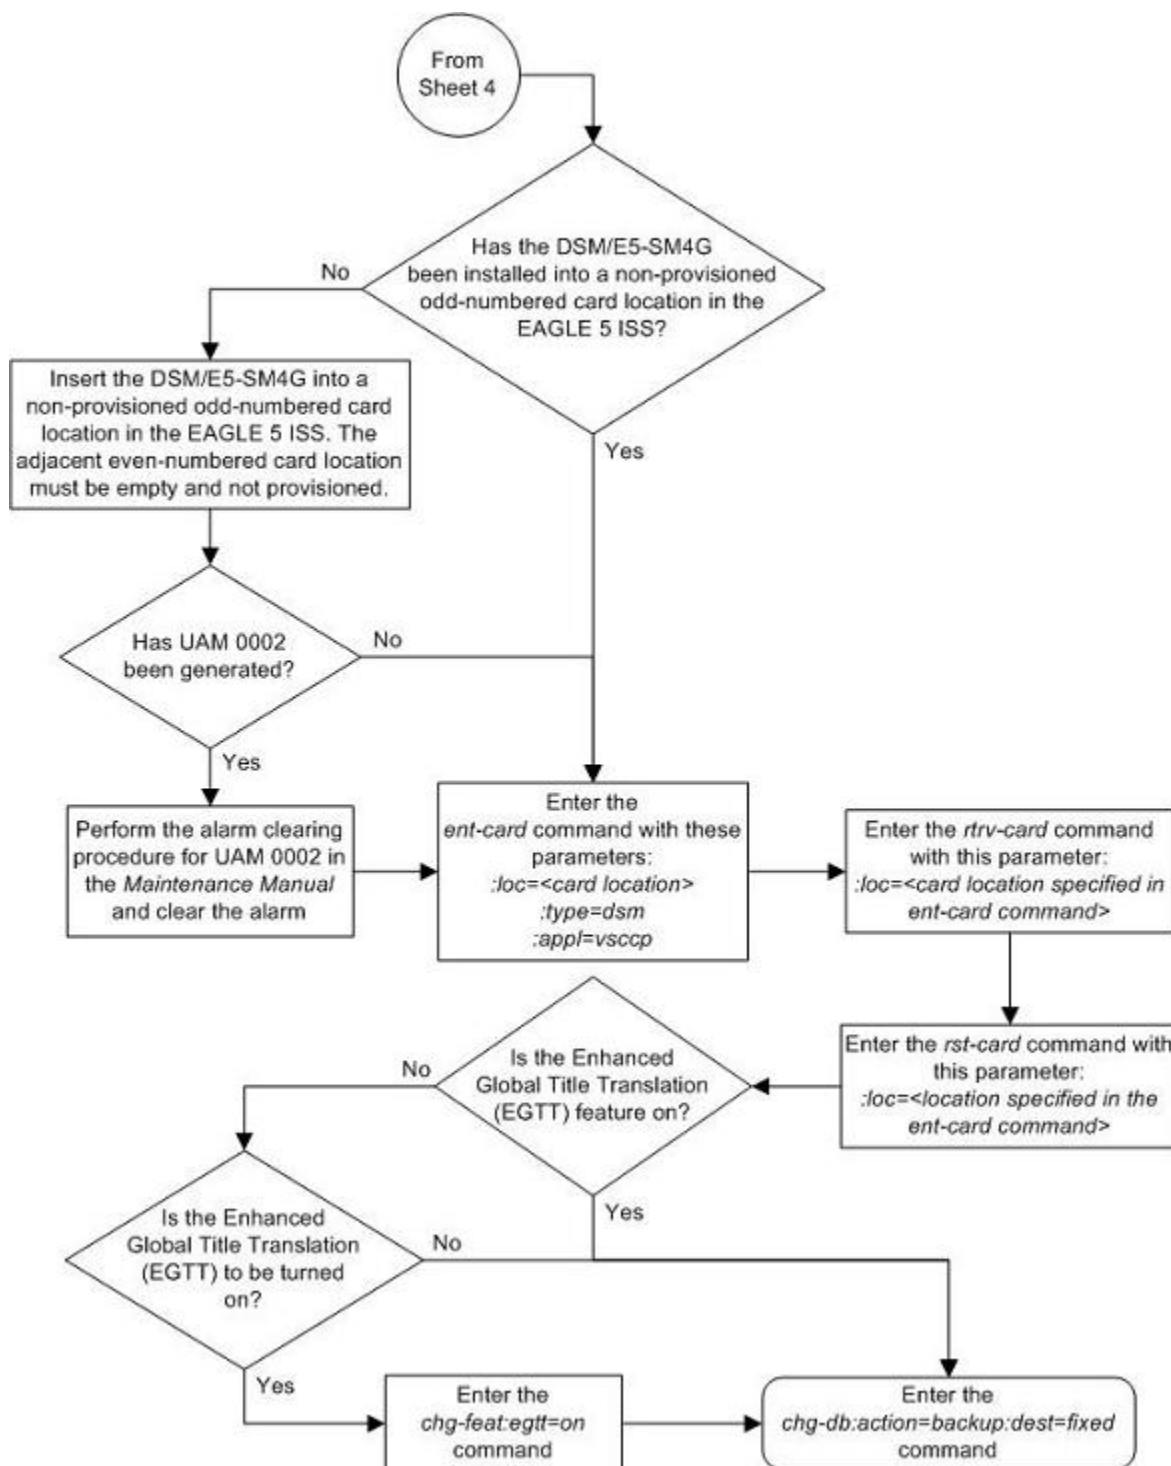 From
Sheet 4
Has the DSM/E5-SM4G
been installed into a non-provisioned
odd-numbered card location in the
EAGLE 5 ISS?
No
Yes
Insert the DSM/E5-SM4G into a
non-provisioned odd-numbered card
location in the EAGLE 5 ISS. The
adjacent even-numbered card location
must be empty and not provisioned.
Has UAM 0002
been generated?
No
Yes
Perform the alarm clearing
procedure for UAM 0002 in
the Maintenance Manual
and clear the alarm
Enter the
ent-card command with these
parameters:
:loc=<card location>
:type=dsm
:appl=vsccp
Enter the rtrv-card command
with this parameter:
:loc=<card location specified in
ent-card command>
Enter the rst-card command with
this parameter:
:loc=<location specified in the
ent-card command>
Is the Enhanced
Global Title Translation
(EGTT) feature on?
No
Yes
Is the Enhanced
Global Title Translation
(EGTT) to be turned
on?
No
Yes
Enter the
chg-feat:egtt=on
command
Enter the
chg-db:action=backup:dest=fixed
command